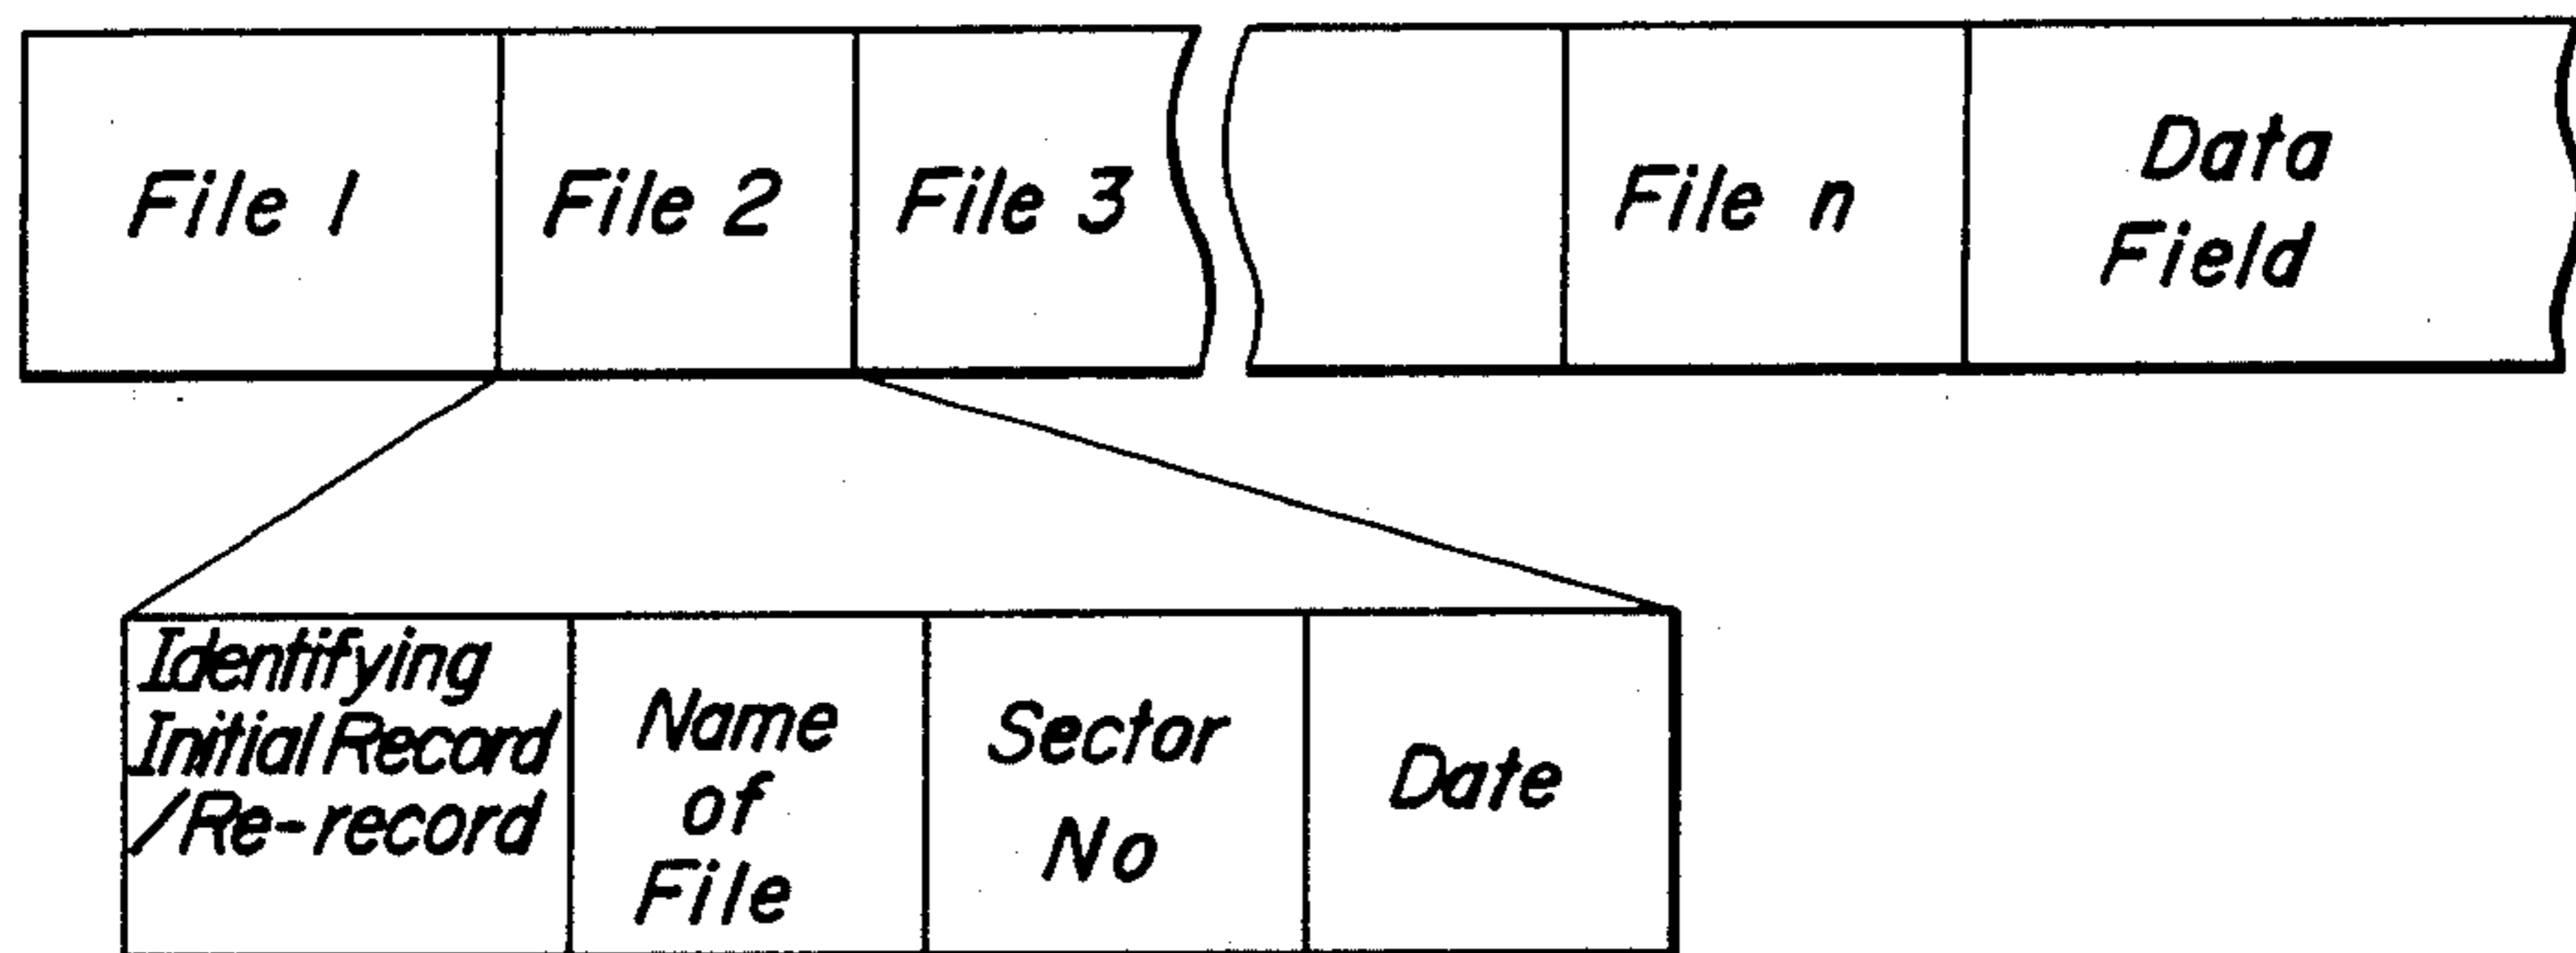 File 1
File 2
File 3
File n
Data
Field
Identifying
Initial Record
/Re-record
Name
of
File
Sector
No
Date